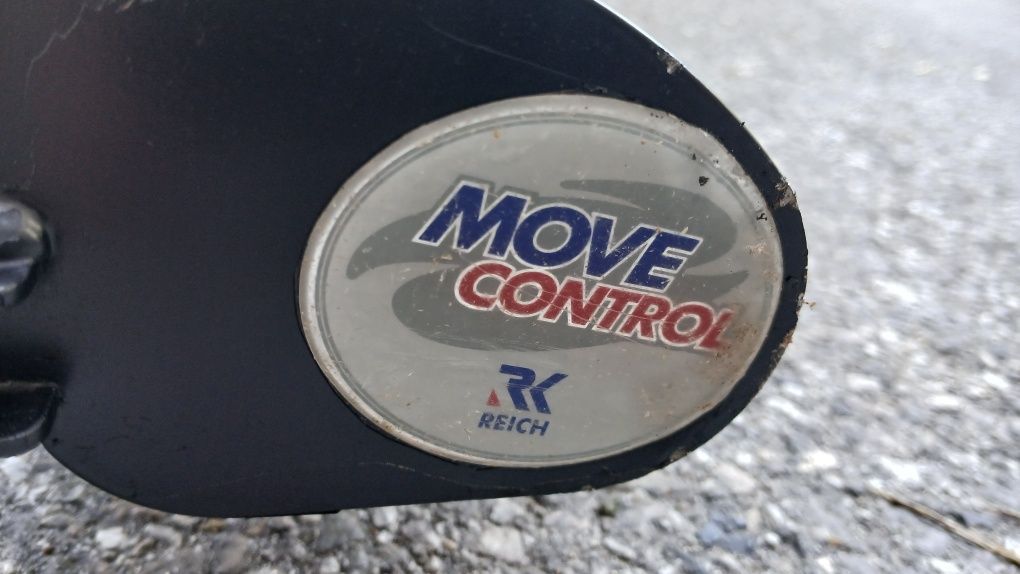 MOVE
CONTROL
RK
REICH